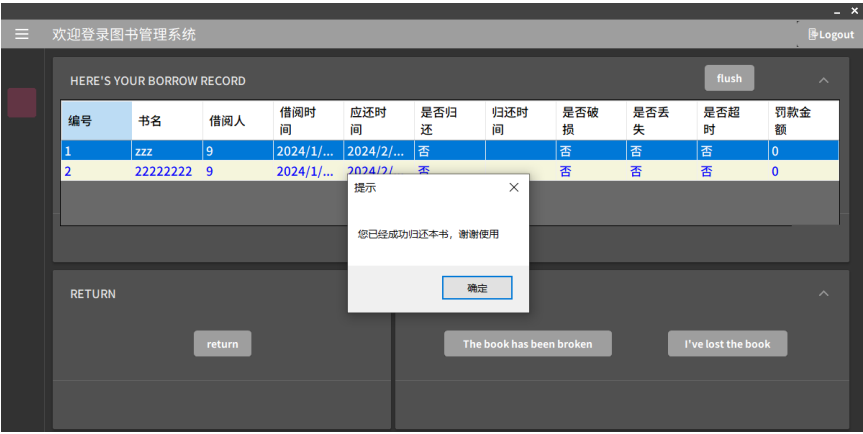 欢迎登录图书管理系统
Logout
HERE'S YOUR BORROW RECORD
flush
编号 书名 借阅人 借阅时间 应还时间 是否归还 归还时间 是否破损 是否丢失 是否超时 罚款金额
1 zzz 9 2024/1/... 2024/2/... 否 否 否 否 0
2 22222222 9 2024/1/... 2024/2/ 否 否 否 否 0
提示
您已经成功归还本书，谢谢使用
确定
RETURN
return
The book has been broken
I've lost the book